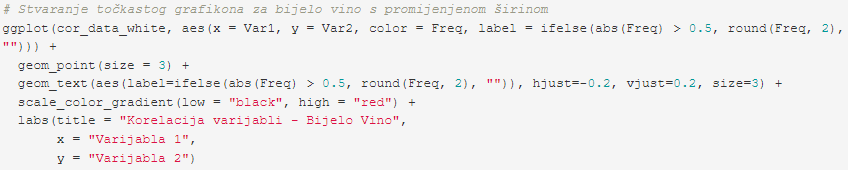 # Stvaranje točkastog grafikona za bijelo vino s promijenjenom širinom
ggplot(cor_data_white, aes(x = Var1, y = Var2, color = Freq, label = ifelse(abs(Freq) > 0.5, round(Freq, 2),
""))) +
  geom_point(size = 3) +
  geom_text(aes(label=ifelse(abs(Freq) > 0.5, round(Freq, 2), "")), hjust=-0.2, vjust=0.2, size=3) +
  scale_color_gradient(low = "black", high = "red") +
  labs(title = "Korelacija varijabli - Bijelo Vino",
       x = "Varijabla 1",
       y = "Varijabla 2")